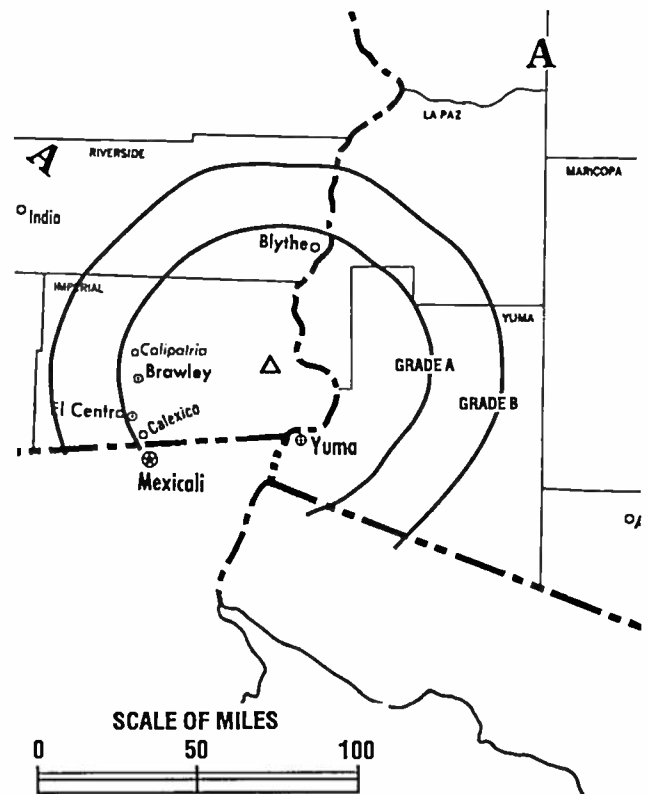 A
LA PAZ
A
RIVERSIDE
MARICOPA
India
Blythe
IMPERIAL
YUMA
Calipatria
GRADE A
Brawley
GRADE B
El Centro
Calexico
Yuma
Mexicali
A
SCALE OF MILES
0 50 100